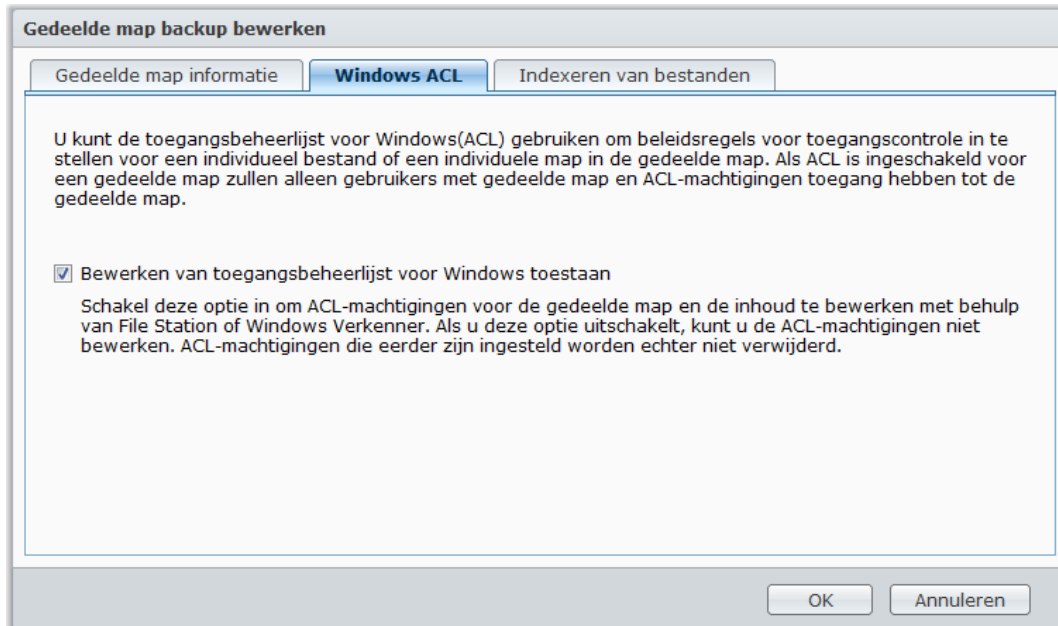 Gedeelde map backup bewerken
Gedeelde map informatie
Windows ACL
Indexeren van bestanden
U kunt de toegangsbeheerlijst voor Windows(ACL) gebruiken om beleidsregels voor toegangscontrole in te
stellen voor een individueel bestand of een individuele map in de gedeelde map. Als ACL is ingeschakeld voor
een gedeelde map zullen alleen gebruikers met gedeelde map en ACL-machtigingen toegang hebben tot de
gedeelde map.
Bewerken van toegangsbeheerlijst voor Windows toestaan
Schakel deze optie in om ACL-machtigingen voor de gedeelde map en de inhoud te bewerken met behulp
van File Station of Windows Verkenner. Als u deze optie uitschakelt, kunt u de ACL-machtigingen niet
bewerken. ACL-machtigingen die eerder zijn ingesteld worden echter niet verwijderd.
OK
Annuleren